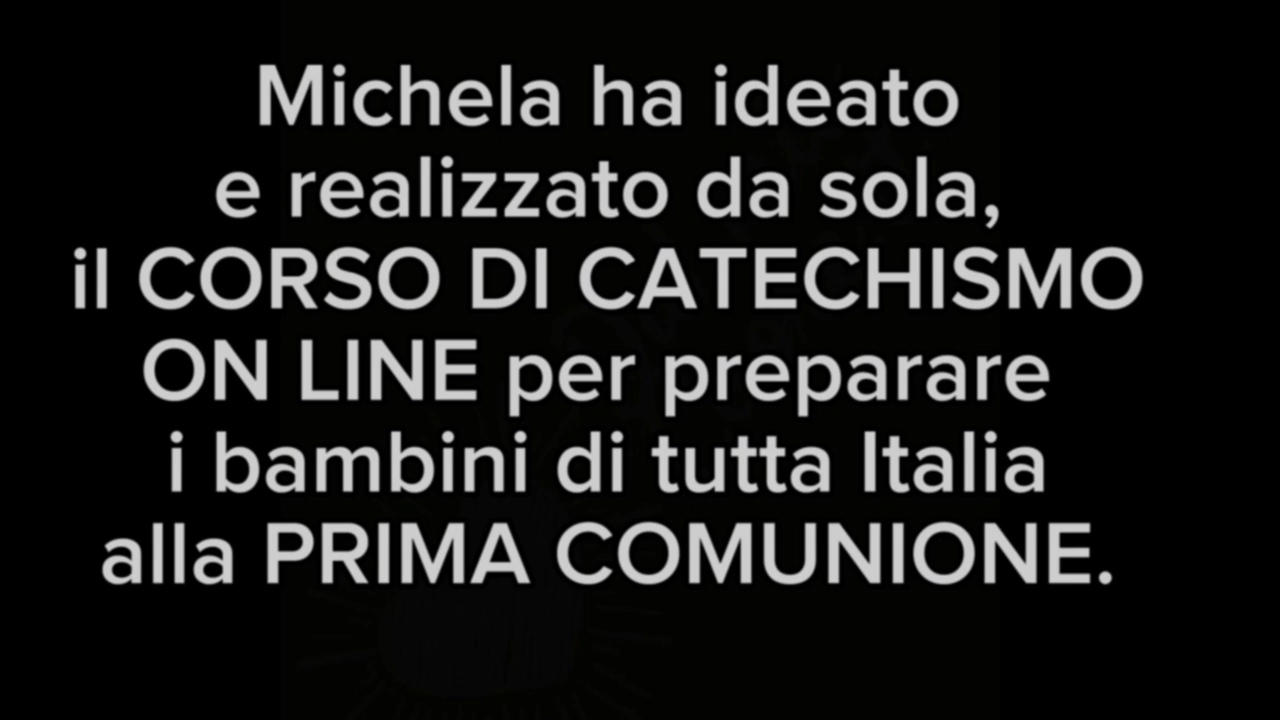 Michela ha ideato
e realizzato da sola,
il CORSO DI CATECHISMO
ON LINE per preparare
i bambini di tutta Italia
alla PRIMA COMUNIONE.